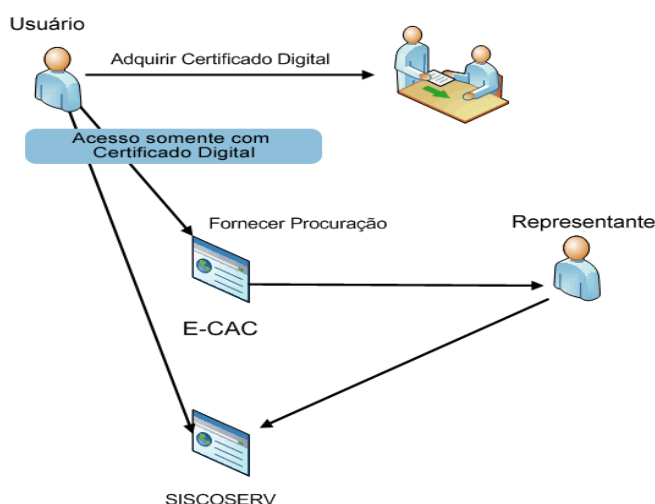 Usuário
Adquirir Certificado Digital
Acesso somente com
Certificado Digital
Fornecer Procuração
Representante
E-CAC
SISCOSERV